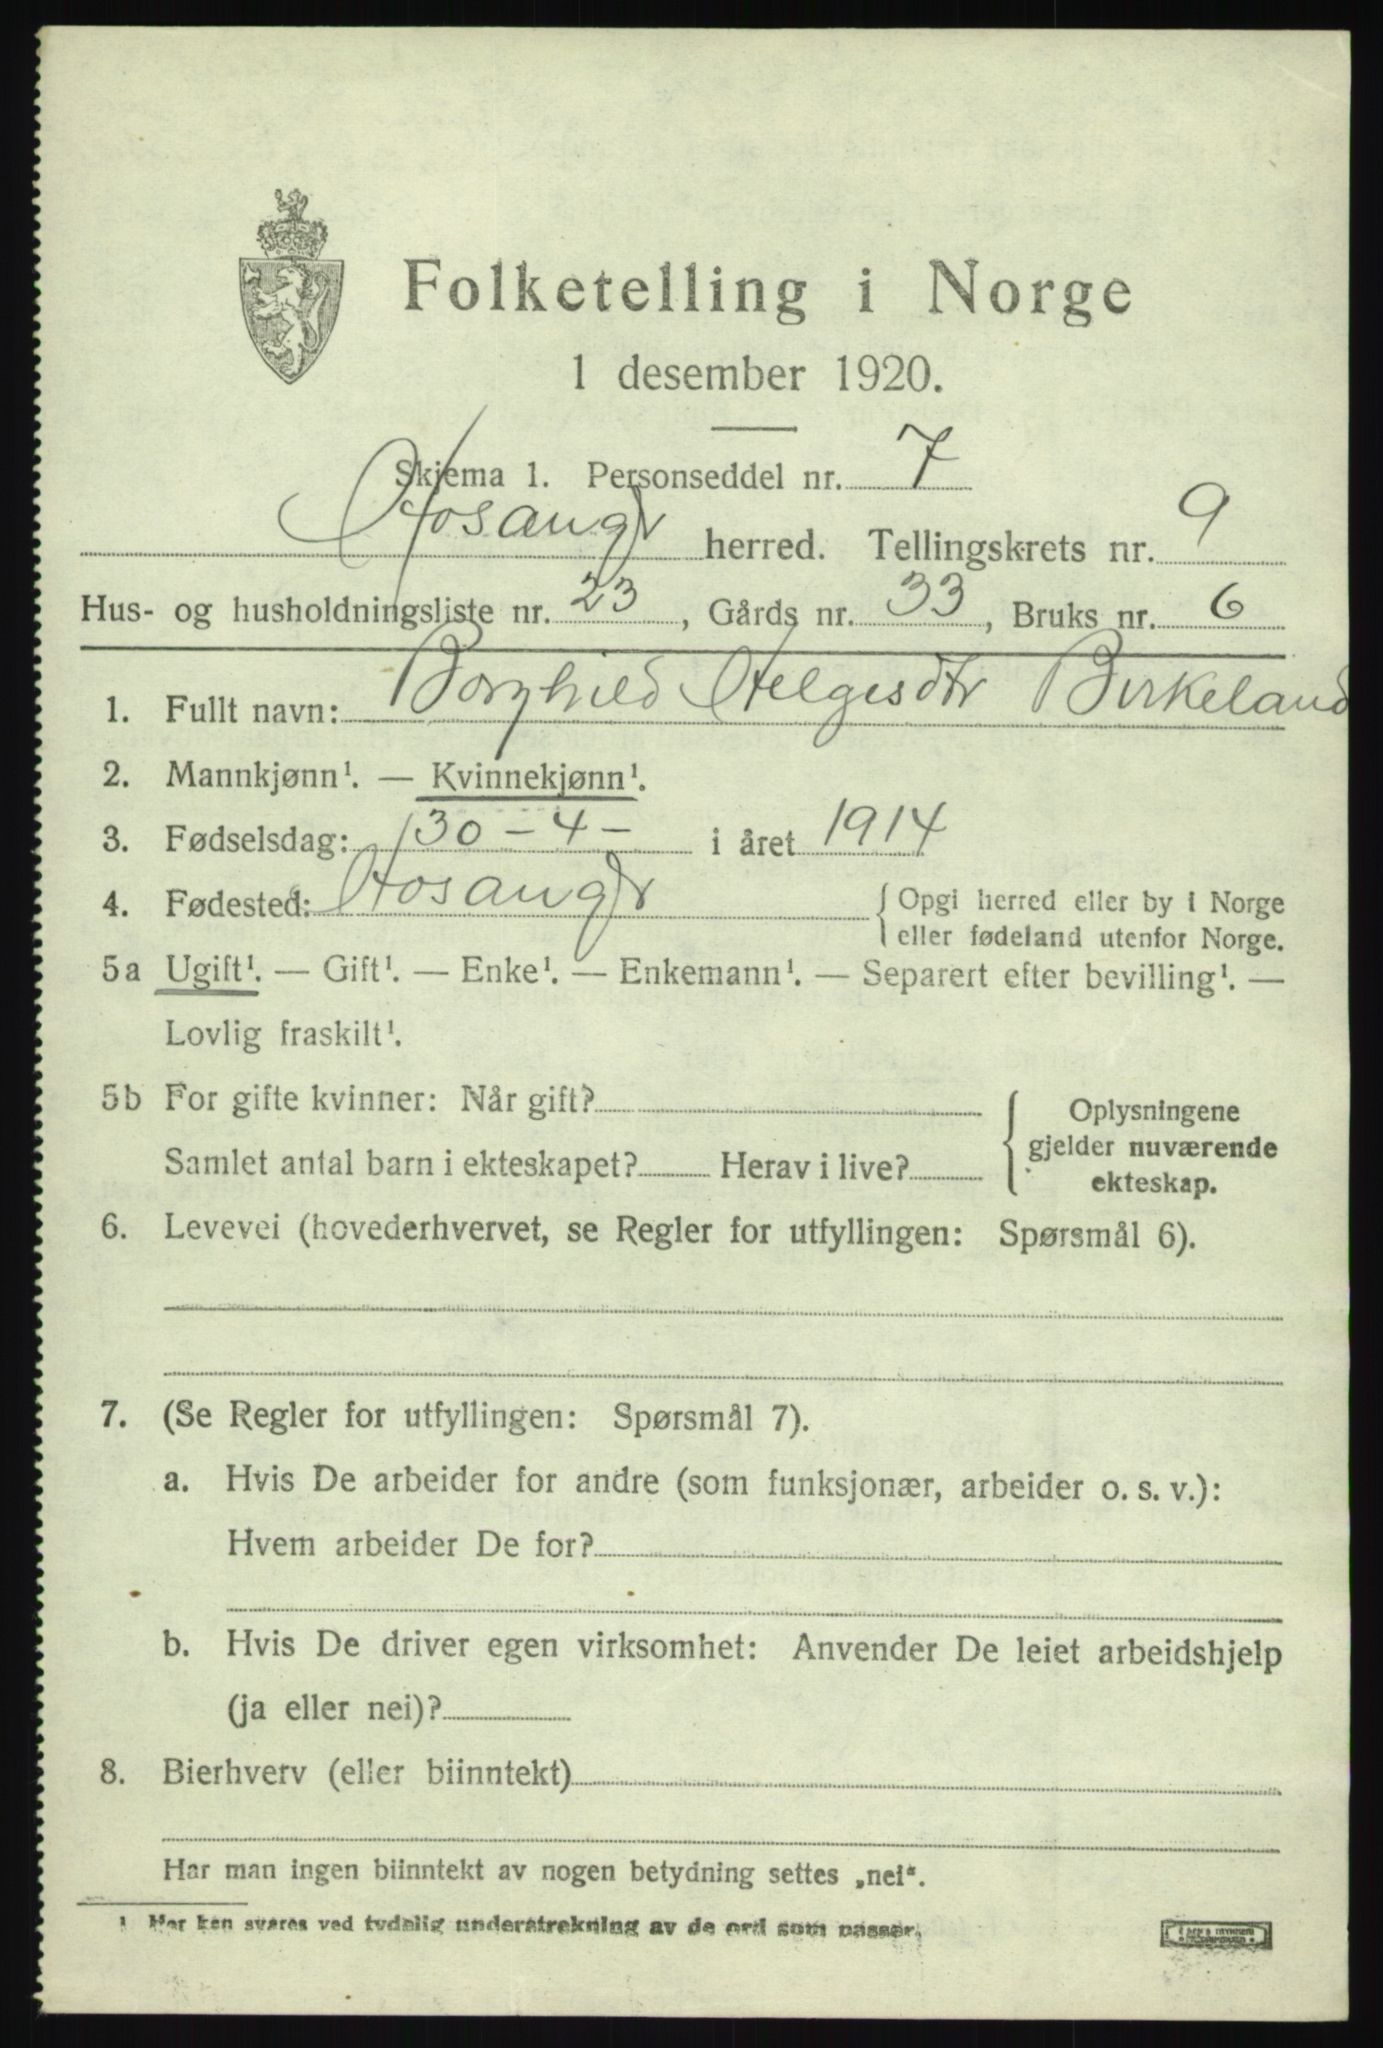 Folketelling i Norge
1 desember 1920.
Skjema 1. Personseddel nr. 7
Hosangr herred. Tellingskrets nr. 9
Hus- og husholdningsliste nr. 23, Gårds nr. 33, Bruks nr. 6
1. Fullt navn: Borghild Helgesdtr Birkeland
2. Mannkjønn¹. — Kvinnekjønn¹.
3. Fødselsdag: 30-4- i året 1914
4. Fødested: Hosangr { Opgi herred eller by i Norge
eller fødeland utenfor Norge.
5a Ugift¹. — Gift¹. — Enke¹. — Enkemann¹. — Separert efter bevilling¹. —
Lovlig fraskilt¹.
5b For gifte kvinner: Når gift? { Oplysningene
gjelder nuværende
Samlet antal barn i ekteskapet? Herav i live?
ekteskap.
6. Levevei (hovederhvervet, se Regler for utfyllingen: Spørsmål 6).
7. (Se Regler for utfyllingen: Spørsmål 7).
a. Hvis De arbeider for andre (som funksjonær, arbeider o. s. v.):
Hvem arbeider De for?
b. Hvis De driver egen virksomhet: Anvender De leiet arbeidshjelp
(ja eller nei)?
8. Bierhverv (eller biinntekt)
Har man ingen biinntekt av nogen betydning settes „nei“.
1 Her kan svares ved tydelig understrekning av de ord som passer.